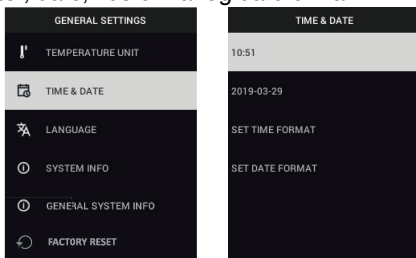 GENERAL SETTINGS
TEMPERATURE UNIT
TIME & DATE
LANGUAGE
SYSTEM INFO
GENERAL SYSTEM INFO
FACTORY RESET
TIME & DATE
10:51
2019-03-29
SET TIME FORMAT
SET DATE FORMAT